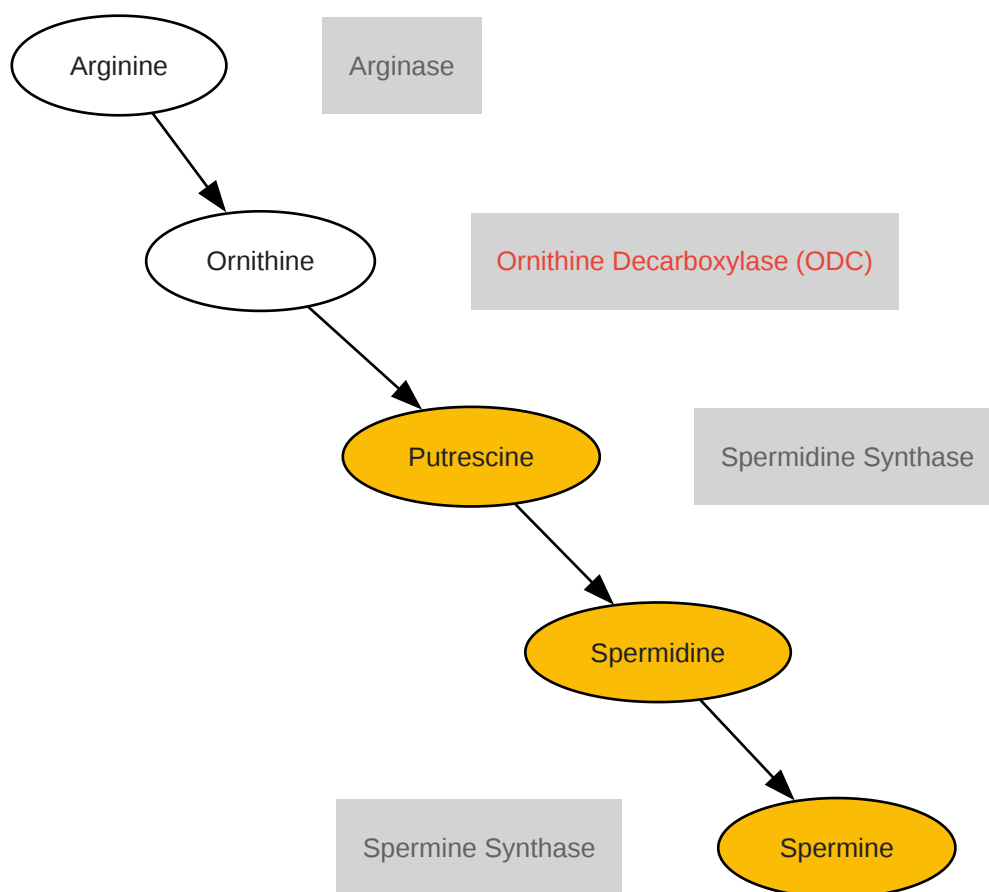 Arginine
Arginase
Ornithine
Ornithine Decarboxylase (ODC)
Putrescine
Spermidine Synthase
Spermidine
Spermine Synthase
Spermine